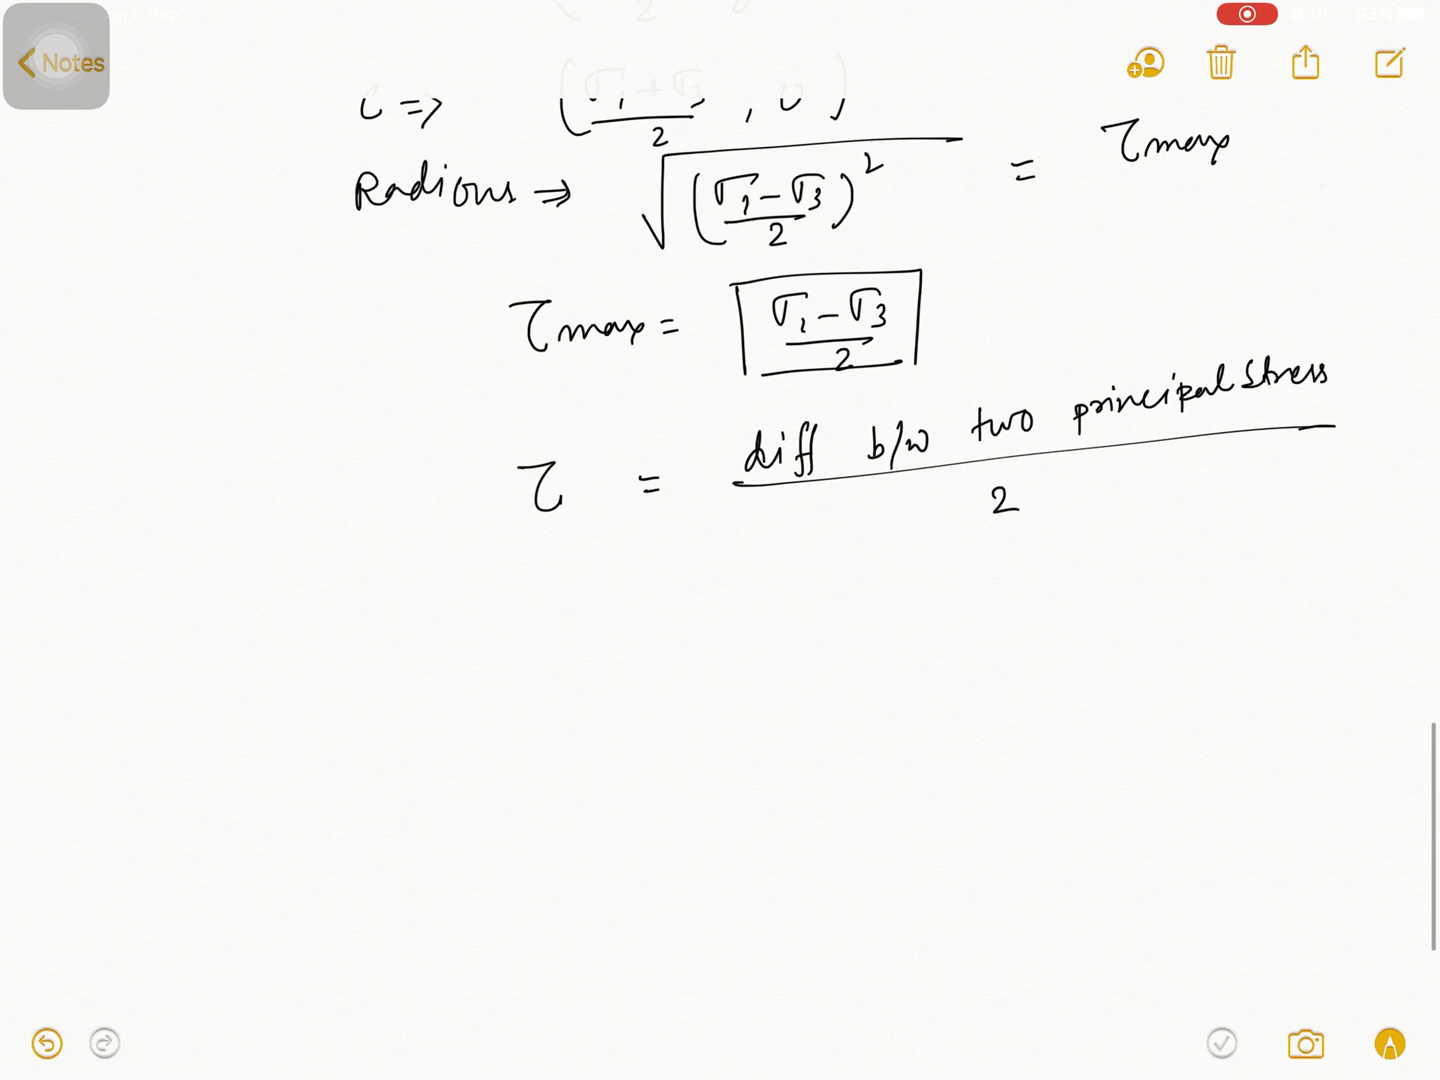 Notes
C => (σ1 + σ3 / 2 , 0)
Radious => √((σ1 - σ3 / 2)^2) = τmax
τmax = σ1 - σ3 / 2
τ = diff b/w two principal stress / 2